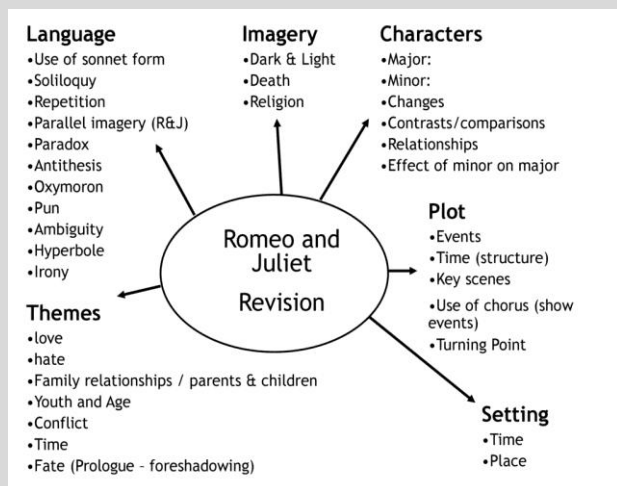 Language
•Use of sonnet form
•Soliloquy
•Repetition
•Parallel imagery (R&J)
•Paradox
•Antithesis
•Oxymoron
•Pun
•Ambiguity
•Hyperbole
•Irony
Imagery
•Dark & Light
•Death
•Religion
Characters
•Major:
•Minor:
•Changes
•Contrasts/comparisons
•Relationships
•Effect of minor on major
Romeo and
Juliet
Revision
Plot
•Events
•Time (structure)
•Key scenes
•Use of chorus (show
events)
•Turning Point
Themes
•love
•hate
•Family relationships / parents & children
•Youth and Age
•Conflict
•Time
•Fate (Prologue - foreshadowing)
Setting
•Time
•Place